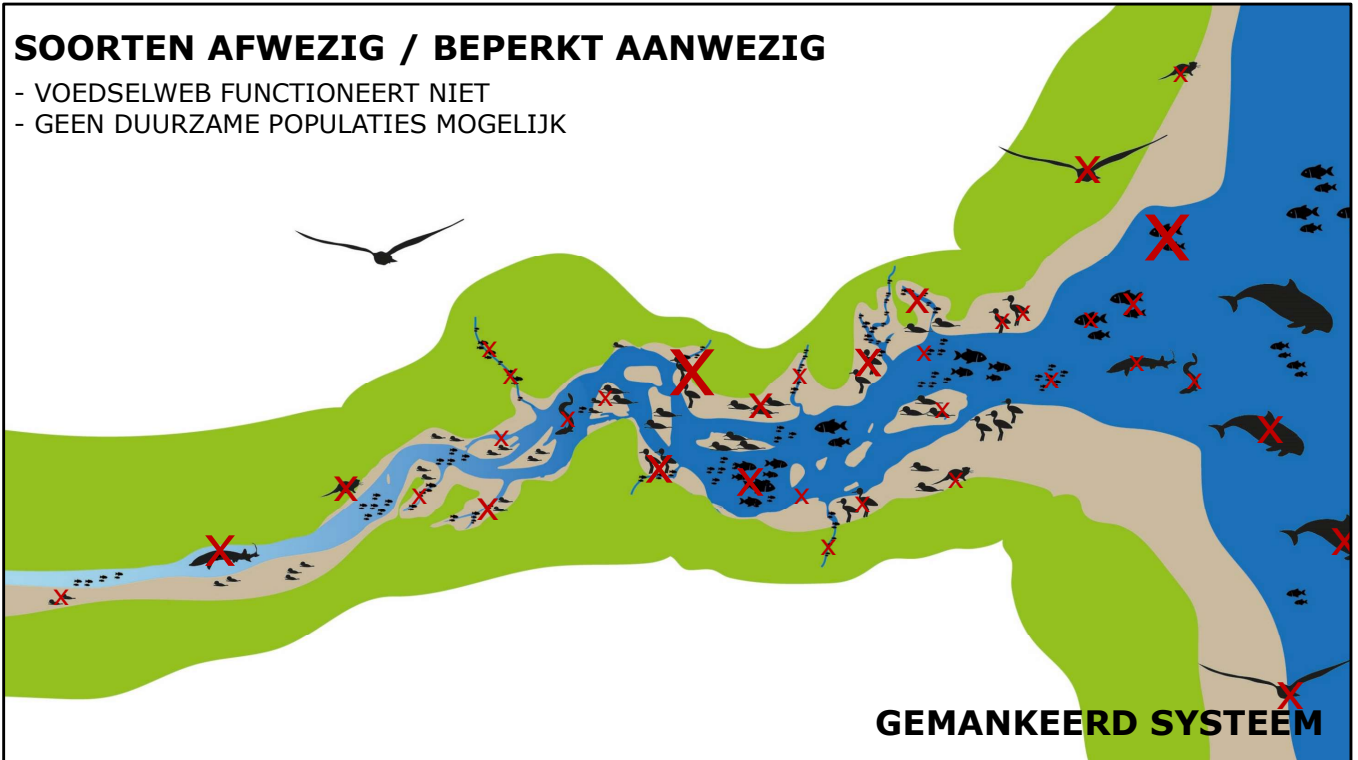 SOORTEN AFWEZIG / BEPERKT AANWEZIG
- VOEDSELWEB FUNCTIONEERT NIET
- GEEN DUURZAME POPULATIES MOGELIJK
GEMANKEERD SYSTEEM